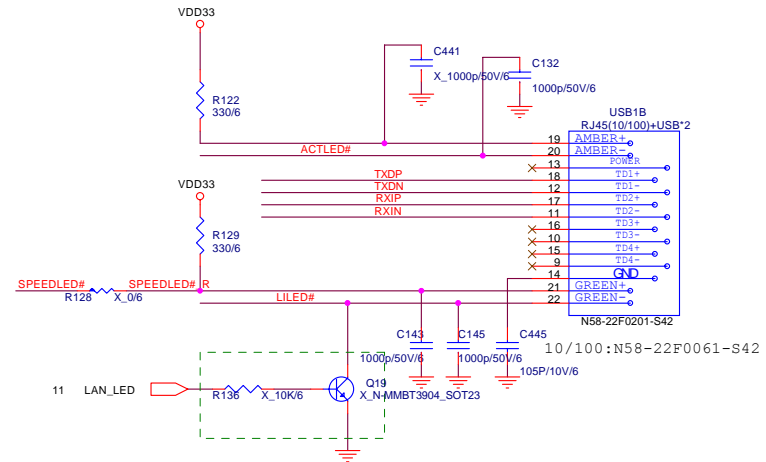 VDD33
C441
X_1000p/50V/6
C132
1000p/50V/6
R122
330/6
USB1B
RJ45(10/100)+USB*2
19 AMBER+
ACTLED# 20 AMBER-
13 POWER
TXDP 18 TD1+
TXDN 12 TD1-
RXIP 17 TD2+
RXIN 11 TD2-
16 TD3+
10 TD3-
15 TD4+
9 TD4-
14 GND
21 GREEN+
22 GREEN-
N58-22F0201-S42
10/100:N58-22F0061-S42
VDD33
R129
330/6
SPEEDLED# SPEEDLED#_R
R128 X_0/6
LILED#
C143
1000p/50V/6
C145
1000p/50V/6
C445
105P/10V/6
11 LAN_LED
R136 X_10K/6
Q19
X_N-MMBT3904_SOT23